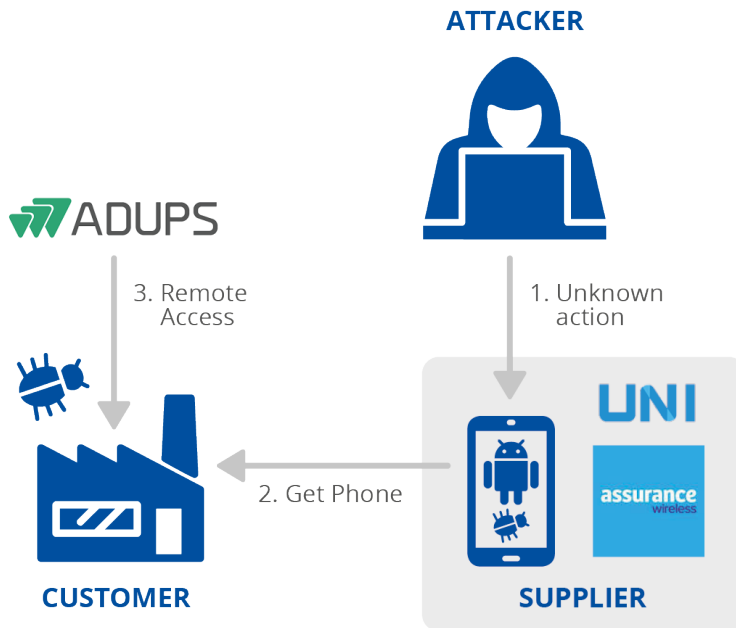 ATTACKER
ADUPS
3. Remote
Access
1. Unknown
action
UNI
assurance
wireless
2. Get Phone
CUSTOMER
SUPPLIER